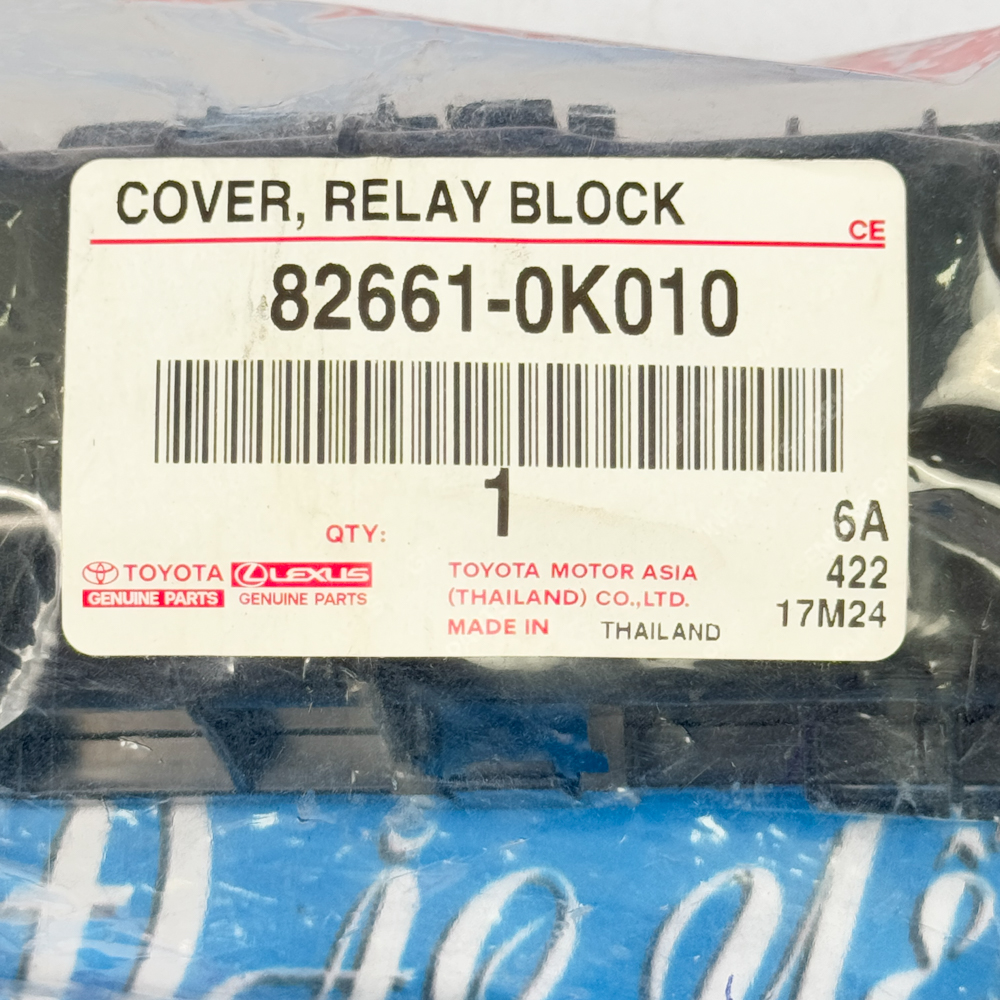 COVER, RELAY BLOCK
CE
82661-0K010
1
QTY:
6A
TOYOTA LEXUS
GENUINE PARTS GENUINE PARTS
TOYOTA MOTOR ASIA
(THAILAND) CO.,LTD.
MADE IN THAILAND
422
17M24